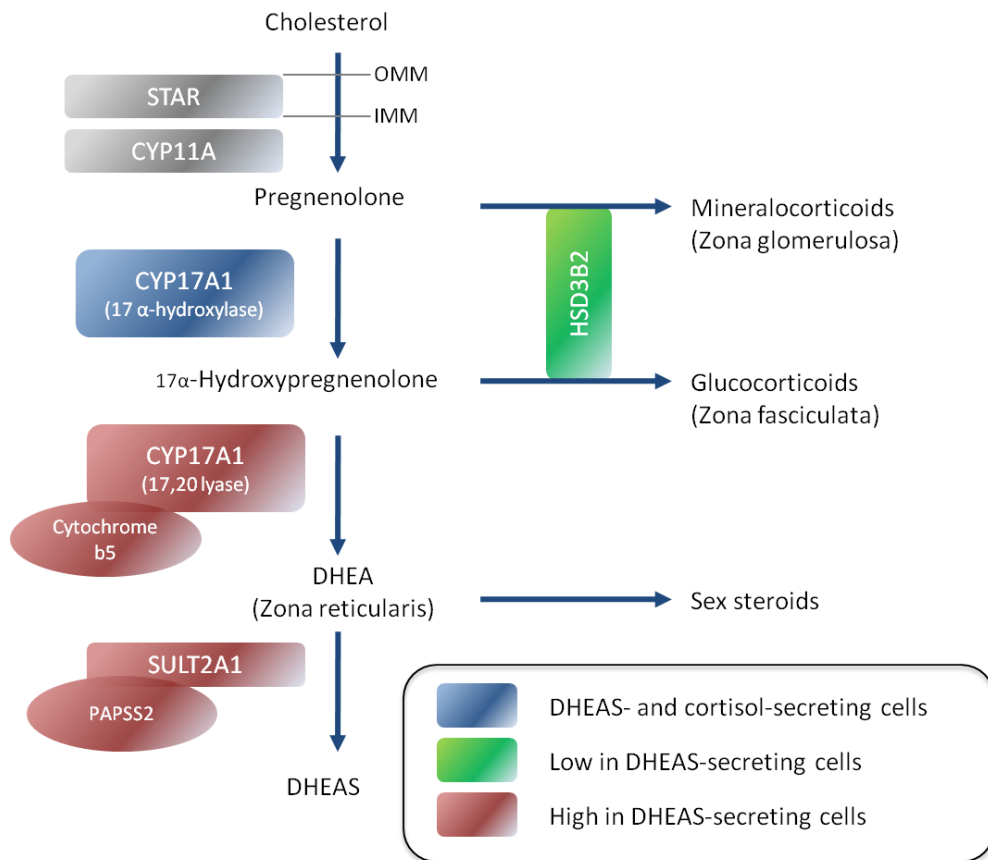 Cholesterol
STAR
OMM
IMM
CYP11A
Pregnenolone
Mineralocorticoids
(Zona glomerulosa)
CYP17A1
(17 α-hydroxylase)
HSD3B2
17α-Hydroxypregnenolone
Glucocorticoids
(Zona fasciculata)
CYP17A1
(17,20 lyase)
Cytochrome
b5
DHEA
(Zona reticularis)
Sex steroids
SULT2A1
PAPSS2
DHEAS
DHEAS- and cortisol-secreting cells
Low in DHEAS-secreting cells
High in DHEAS-secreting cells